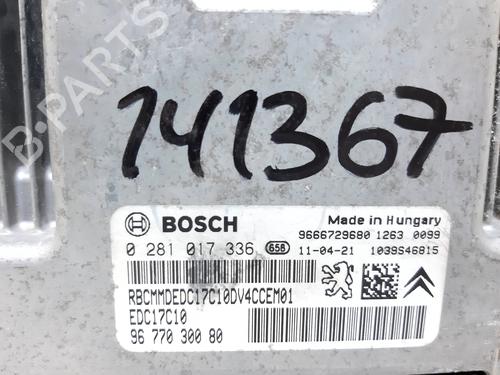 B-PARTS
141367
BOSCH
Made in Hungary
0 281 017 336 658
9666729680 1263 0099
11-04-21 1039S46815
RBCMMDEDC17C10DV4CCEM01
EDC17C10
96 770 300 80